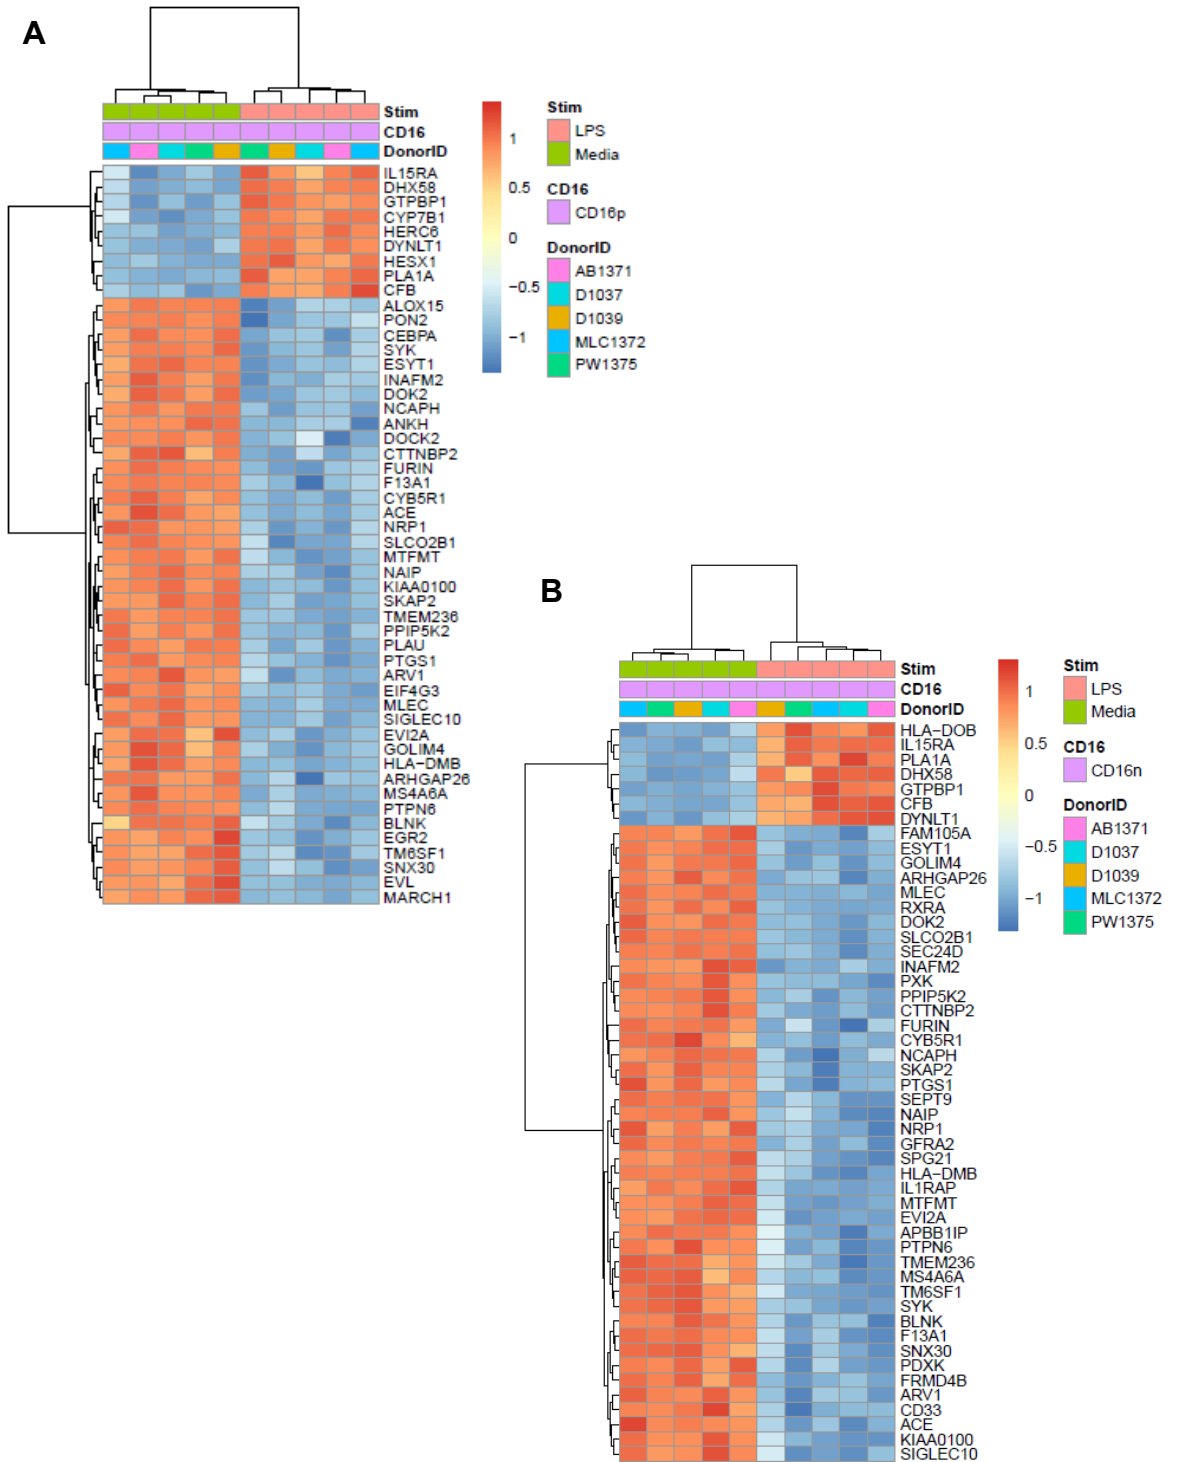 A
Stim
CD16
DonorID
IL15RA
DHX58
GTPBP1
CYP7B1
HERC6
DYNLT1
HESX1
PLA1A
CFB
ALOX15
PON2
CEBPA
SYK
ESYT1
INAFM2
DOK2
NCAPH
ANKH
DOCK2
CTTNBP2
FURIN
F13A1
CYB5R1
ACE
NRP1
SLCO2B1
MTFMT
NAIP
KIAA0100
SKAP2
TMEM236
PPIP5K2
PLAU
PTGS1
ARV1
EIF4G3
MLEC
SIGLEC10
EVI2A
GOLIM4
HLA−DMB
ARHGAP26
MS4A6A
PTPN6
BLNK
EGR2
TM6SF1
SNX30
EVL
MARCH1
1
0.5
0
−0.5
−1
Stim
LPS
Media
CD16
CD16p
DonorID
AB1371
D1037
D1039
MLC1372
PW1375
B
Stim
CD16
DonorID
HLA−DOB
IL15RA
PLA1A
DHX58
GTPBP1
CFB
DYNLT1
FAM105A
ESYT1
GOLIM4
ARHGAP26
MLEC
RXRA
DOK2
SLCO2B1
SEC24D
INAFM2
PXK
PPIP5K2
CTTNBP2
FURIN
CYB5R1
NCAPH
SKAP2
PTGS1
SEPT9
NAIP
NRP1
GFRA2
SPG21
HLA−DMB
IL1RAP
MTFMT
EVI2A
APBB1IP
PTPN6
TMEM236
MS4A6A
TM6SF1
SYK
BLNK
F13A1
SNX30
PDXK
FRMD4B
ARV1
CD33
ACE
KIAA0100
SIGLEC10
1
0.5
0
−0.5
−1
Stim
LPS
Media
CD16
CD16n
DonorID
AB1371
D1037
D1039
MLC1372
PW1375